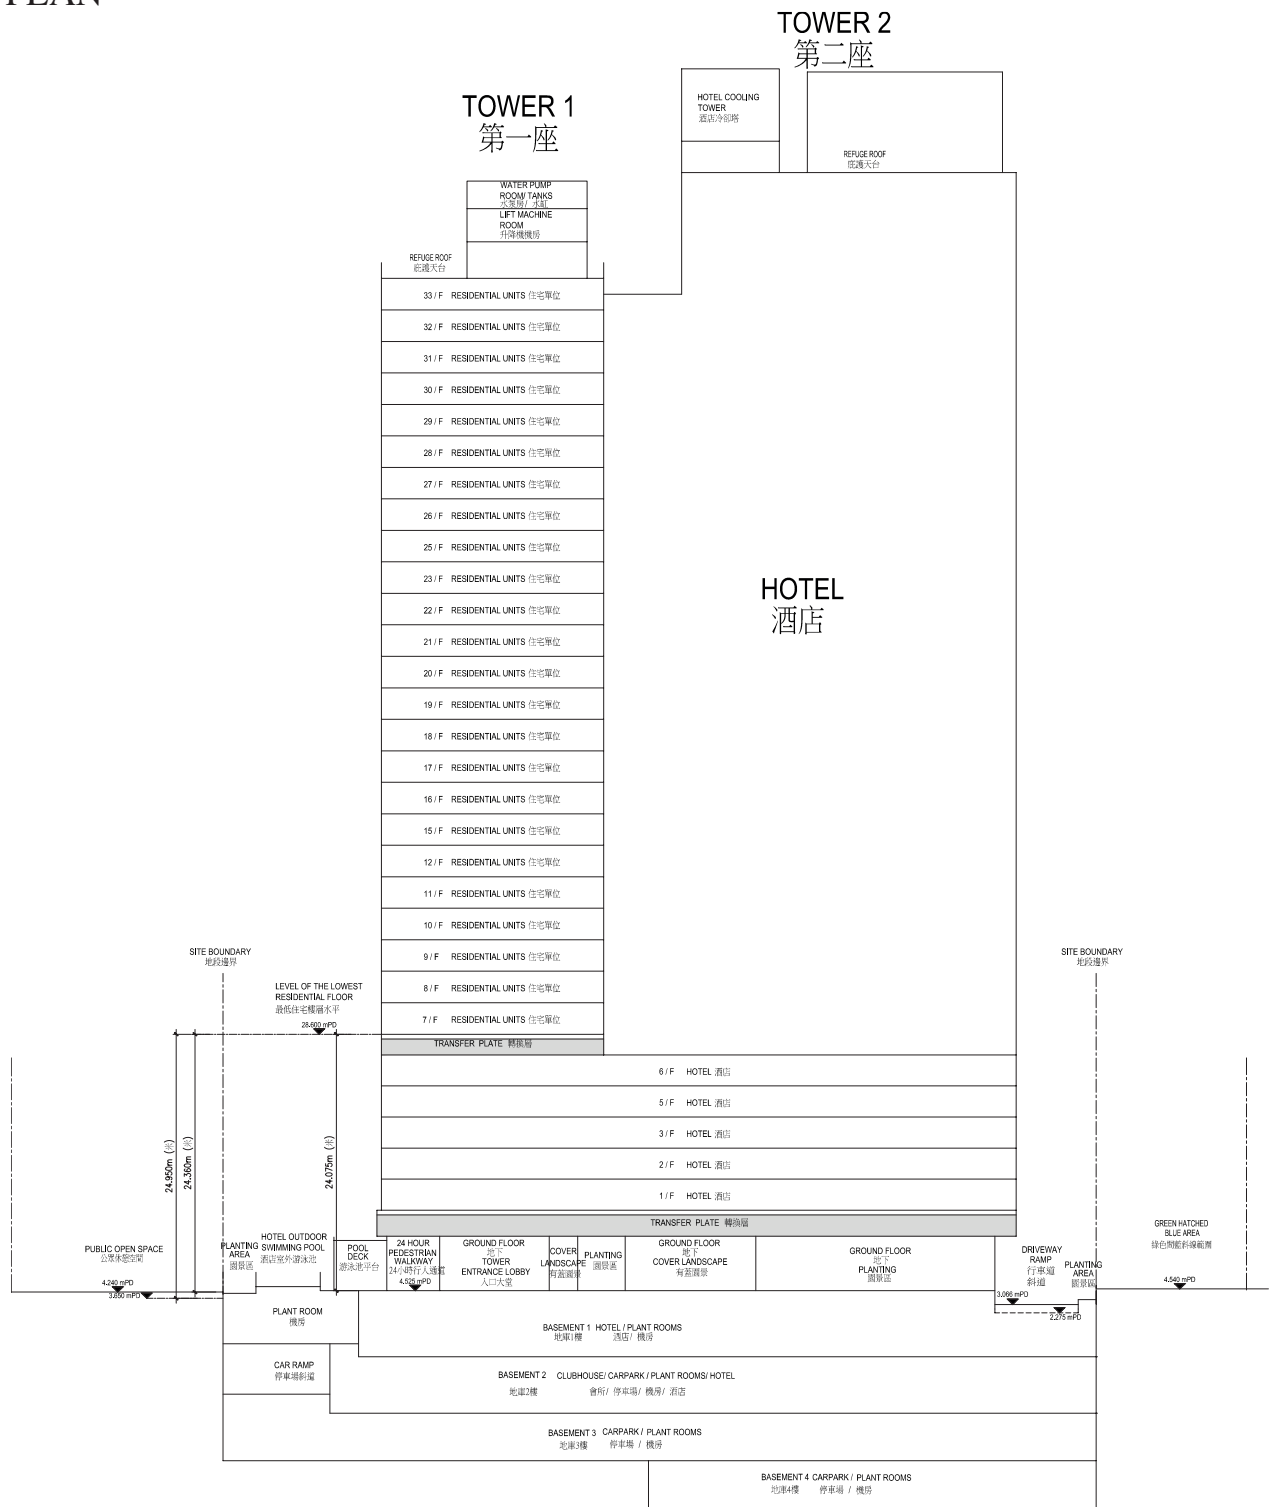 PLAN
TOWER 2
第二座
HOTEL COOLING
TOWER
酒店冷卻塔
REFUGE ROOF
庇護天台
TOWER 1
第一座
WATER PUMP
ROOM/ TANKS
水泵房/ 水缸
LIFT MACHINE
ROOM
升降機機房
REFUGE ROOF
庇護天台
33 / F RESIDENTIAL UNITS 住宅單位
32 / F RESIDENTIAL UNITS 住宅單位
31 / F RESIDENTIAL UNITS 住宅單位
30 / F RESIDENTIAL UNITS 住宅單位
29 / F RESIDENTIAL UNITS 住宅單位
28 / F RESIDENTIAL UNITS 住宅單位
27 / F RESIDENTIAL UNITS 住宅單位
26 / F RESIDENTIAL UNITS 住宅單位
25 / F RESIDENTIAL UNITS 住宅單位
23 / F RESIDENTIAL UNITS 住宅單位
22 / F RESIDENTIAL UNITS 住宅單位
21 / F RESIDENTIAL UNITS 住宅單位
20 / F RESIDENTIAL UNITS 住宅單位
19 / F RESIDENTIAL UNITS 住宅單位
18 / F RESIDENTIAL UNITS 住宅單位
17 / F RESIDENTIAL UNITS 住宅單位
16 / F RESIDENTIAL UNITS 住宅單位
15 / F RESIDENTIAL UNITS 住宅單位
12 / F RESIDENTIAL UNITS 住宅單位
11 / F RESIDENTIAL UNITS 住宅單位
10 / F RESIDENTIAL UNITS 住宅單位
9 / F RESIDENTIAL UNITS 住宅單位
8 / F RESIDENTIAL UNITS 住宅單位
7 / F RESIDENTIAL UNITS 住宅單位
TRANSFER PLATE 轉換層
HOTEL
酒店
SITE BOUNDARY
地段邊界
LEVEL OF THE LOWEST
RESIDENTIAL FLOOR
最低住宅樓層水平
28.600 mPD
SITE BOUNDARY
地段邊界
24.950m (米)
24.360m (米)
24.075m (米)
6 / F HOTEL 酒店
5 / F HOTEL 酒店
3 / F HOTEL 酒店
2 / F HOTEL 酒店
1 / F HOTEL 酒店
TRANSFER PLATE 轉換層
PUBLIC OPEN SPACE
公眾休憩空間
4.240 mPD
3.650 mPD
PLANTING
AREA
園景區
HOTEL OUTDOOR
SWIMMING POOL
酒店室外游泳池
POOL
DECK
游泳池平台
24 HOUR
PEDESTRIAN
WALKWAY
24小時行人通道
4.525 mPD
GROUND FLOOR
地下
TOWER
ENTRANCE LOBBY
入口大堂
COVER
LANDSCAPE
有蓋園景
PLANTING
園景區
GROUND FLOOR
地下
COVER LANDSCAPE
有蓋園景
GROUND FLOOR
地下
PLANTING
園景區
DRIVEWAY
RAMP
行車道
斜道
3.066 mPD
2.275 mPD
PLANTING
AREA
園景區
GREEN HATCHED
BLUE AREA
綠色間藍斜線範圍
4.540 mPD
PLANT ROOM
機房
BASEMENT 1 HOTEL / PLANT ROOMS
地庫1樓 酒店/ 機房
CAR RAMP
停車場斜道
BASEMENT 2 CLUBHOUSE/ CARPARK / PLANT ROOMS/ HOTEL
地庫2樓 會所/ 停車場/ 機房/ 酒店
BASEMENT 3 CARPARK / PLANT ROOMS
地庫3樓 停車場 / 機房
BASEMENT 4 CARPARK / PLANT ROOMS
地庫4樓 停車場 / 機房